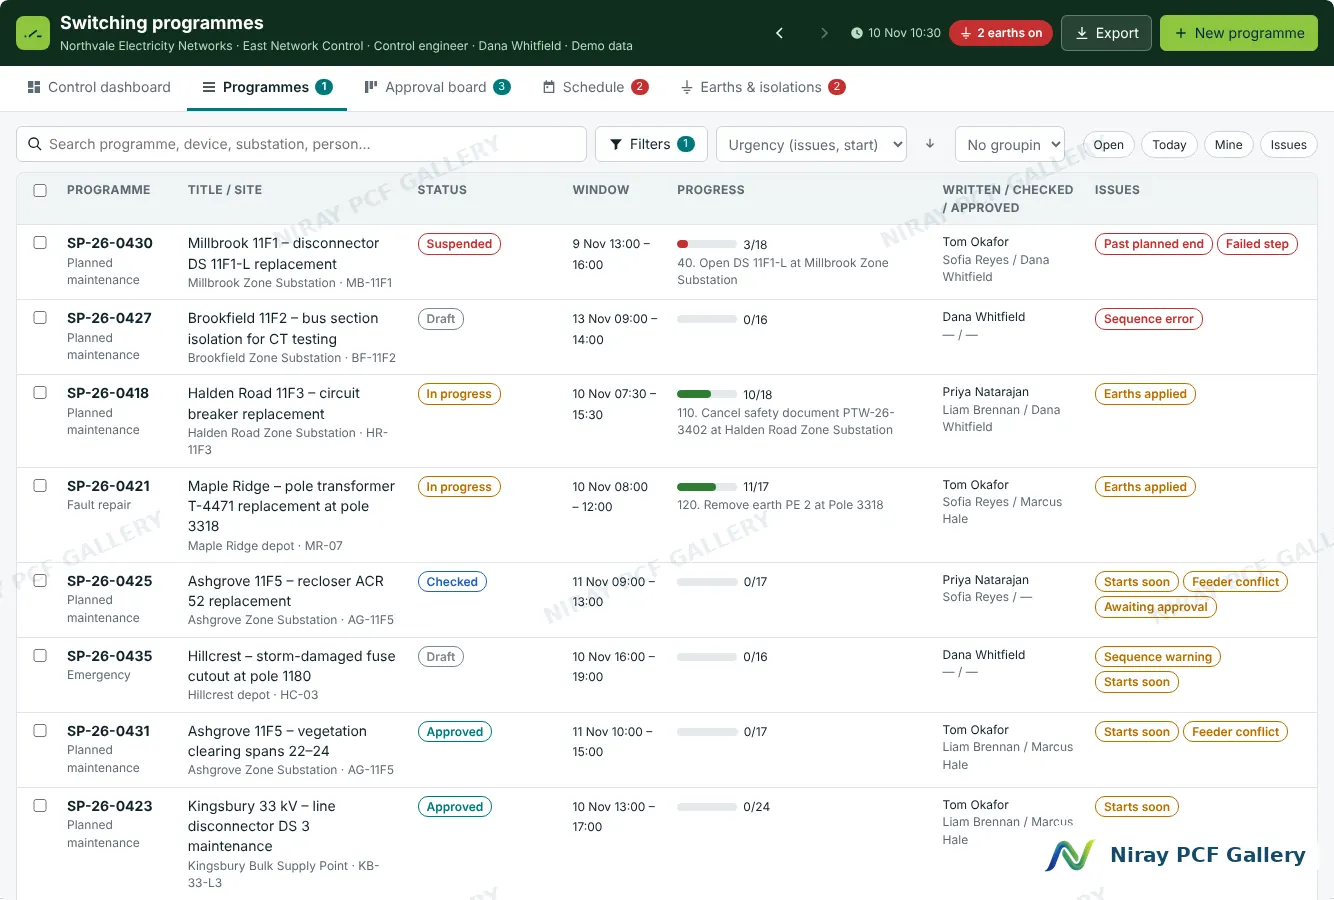 Switching programmes
Northvale Electricity Networks · East Network Control · Control engineer · Dana Whitfield · Demo data
10 Nov 10:30
2 earths on
Export
+ New programme
Control dashboard
Programmes 1
Approval board 3
Schedule 2
Earths & isolations 2
Search programme, device, substation, person...
Filters 1
Urgency (issues, start)
No groupin
Open
Today
Mine
Issues
PROGRAMME
TITLE / SITE
STATUS
WINDOW
PROGRESS
WRITTEN / CHECKED
/ APPROVED
ISSUES
SP-26-0430
Planned
maintenance
Millbrook 11F1 – disconnector
DS 11F1-L replacement
Millbrook Zone Substation · MB-11F1
Suspended
9 Nov 13:00 –
16:00
3/18
40. Open DS 11F1-L at Millbrook Zone
Substation
Tom Okafor
Sofia Reyes / Dana
Whitfield
Past planned end
Failed step
SP-26-0427
Planned
maintenance
Brookfield 11F2 – bus section
isolation for CT testing
Brookfield Zone Substation · BF-11F2
Draft
13 Nov 09:00 –
14:00
0/16
Dana Whitfield
— / —
Sequence error
SP-26-0418
Planned
maintenance
Halden Road 11F3 – circuit
breaker replacement
Halden Road Zone Substation · HR-
11F3
In progress
10 Nov 07:30 –
15:30
10/18
110. Cancel safety document PTW-26-
3402 at Halden Road Zone Substation
Priya Natarajan
Liam Brennan / Dana
Whitfield
Earths applied
SP-26-0421
Fault repair
Maple Ridge – pole transformer
T-4471 replacement at pole
3318
Maple Ridge depot · MR-07
In progress
10 Nov 08:00
– 12:00
11/17
120. Remove earth PE 2 at Pole 3318
Tom Okafor
Sofia Reyes / Marcus
Hale
Earths applied
SP-26-0425
Planned
maintenance
Ashgrove 11F5 – recloser ACR
52 replacement
Ashgrove Zone Substation · AG-11F5
Checked
11 Nov 09:00 –
13:00
0/17
Priya Natarajan
Sofia Reyes / —
Starts soon
Feeder conflict
Awaiting approval
SP-26-0435
Emergency
Hillcrest – storm-damaged fuse
cutout at pole 1180
Hillcrest depot · HC-03
Draft
10 Nov 16:00 –
19:00
0/16
Dana Whitfield
— / —
Sequence warning
Starts soon
SP-26-0431
Planned
maintenance
Ashgrove 11F5 – vegetation
clearing spans 22–24
Ashgrove Zone Substation · AG-11F5
Approved
11 Nov 10:00 –
15:00
0/17
Tom Okafor
Liam Brennan / Marcus
Hale
Starts soon
Feeder conflict
SP-26-0423
Planned
maintenance
Kingsbury 33 kV – line
disconnector DS 3
maintenance
Kingsbury Bulk Supply Point · KB-
33-L3
Approved
10 Nov 13:00 –
17:00
0/24
Tom Okafor
Liam Brennan / Marcus
Hale
Starts soon
Niray PCF Gallery
NIRAY PCF GALLERY